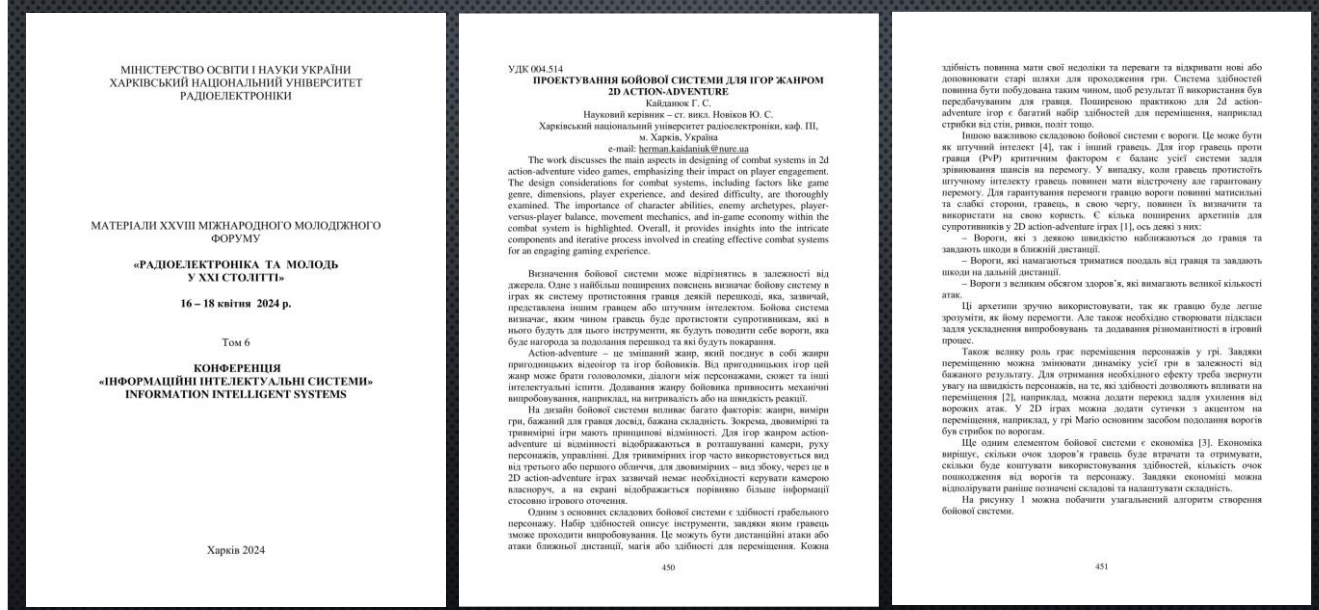 МІНІСТЕРСТВО ОСВІТИ І НАУКИ УКРАЇНИ
ХАРКІВСЬКИЙ НАЦІОНАЛЬНИЙ УНІВЕРСИТЕТ
РАДІОЕЛЕКТРОНІКИ
МАТЕРІАЛИ XXVIII МІЖНАРОДНОГО МОЛОДІЖНОГО
ФОРУМУ
«РАДІОЕЛЕКТРОНІКА ТА МОЛОДЬ
У XXI СТОЛІТТІ»
16 – 18 квітня 2024 р.
Том 6
КОНФЕРЕНЦІЯ
«ІНФОРМАЦІЙНІ ІНТЕЛЕКТУАЛЬНІ СИСТЕМИ»
INFORMATION INTELLIGENT SYSTEMS
Харків 2024
УДК 004.514
ПРОЕКТУВАННЯ БОЙОВОЇ СИСТЕМИ ДЛЯ ІГОР ЖАНРОМ
2D ACTION-ADVENTURE
Кайданюк Г. С.
Науковий керівник – ст. викл. Новіков Ю. С.
Харківський національний університет радіоелектроніки, каф. ПІ,
м. Харків, Україна
e-mail: herman.kaidaniuk@nure.ua
The work discusses the main aspects in designing of combat systems in 2d
action-adventure video games, emphasizing their impact on player engagement.
The design considerations for combat systems, including factors like game
genre, dimensions, player experience, and desired difficulty, are thoroughly
examined. The importance of character abilities, enemy archetypes, player-
versus-player balance, movement mechanics, and in-game economy within the
combat system is highlighted. Overall, it provides insights into the intricate
components and iterative process involved in creating effective combat systems
for an engaging gaming experience.
Визначення бойової системи може відрізнятись в залежності від
джерела. Одне з найбільш поширених пояснень визначає бойову систему в
іграх як систему протистояння гравця деякій перешкоді, яка, зазвичай,
представлена іншим гравцем або штучним інтелектом. Бойова система
визначає, яким чином гравець буде протистояти супротивникам, які в
нього будуть для цього інструменти, як будуть поводити себе вороги, яка
буде нагорода за подолання перешкод та які будуть покарання.
Action-adventure – це змішаний жанр, який поєднує в собі жанри
пригодницьких відеоігор та ігор бойовиків. Від пригодницьких ігор цей
жанр може брати головоломки, діалоги між персонажами, сюжет та інші
інтелектуальні іспити. Додавання жанру бойовика привносить механічні
випробовування, наприклад, на витривалість або на швидкість реакції.
На дизайн бойової системи впливає багато факторів: жанри, виміри
гри, бажаний для гравця досвід, бажана складність. Зокрема, двовимірні та
тривимірні ігри мають принципові відмінності. Для ігор жанром action-
adventure ці відмінності відображаються в розташуванні камери, руху
персонажів, управлінні. Для тривимірних ігор часто використовується вид
від третього або першого обличчя, для двовимірних – вид збоку, через це в
2D action-adventure іграх зазвичай немає необхідності керувати камерою
власноруч, а на екрані відображається порівняно більше інформації
стосовно ігрового оточення.
Одним з основних складових бойової системи є здібності грабельного
персонажу. Набір здібностей описує інструменти, завдяки яким гравець
зможе проходити випробовування. Це можуть бути дистанційні атаки або
атаки ближньої дистанції, магія або здібності для переміщення. Кожна
450
здібність повинна мати свої недоліки та переваги та відкривати нові або
доповнювати старі шляхи для проходження гри. Система здібностей
повинна бути побудована таким чином, щоб результат її використання був
передбачуваним для гравця. Поширеною практикою для 2d action-
adventure ігор є багатий набір здібностей для переміщення, наприклад
стрибки від стін, ривки, політ тощо.
Іншою важливою складовою бойової системи є вороги. Це може бути
як штучний інтелект [4], так і інший гравець. Для ігор гравець проти
гравця (PvP) критичним фактором є баланс усієї системи задля
зрівнювання шансів на перемогу. У випадку, коли гравець протистоїть
штучному інтелекту гравець повинен мати відстрочену але гарантовану
перемогу. Для гарантування перемоги гравцю вороги повинні мати сильні
та слабкі сторони, гравець, в свою чергу, повинен їх визначити та
використати на свою користь. Є кілька поширених архетипів для
супротивників у 2D action-adventure іграх [1], ось деякі з них:
– Вороги, які з деякою швидкістю наближаються до гравця та
завдають шкоди в ближній дистанції.
– Вороги, які намагаються триматися поодаль від гравця та завдають
шкоди на дальній дистанції.
– Вороги з великим обсягом здоров’я, які вимагають великої кількості
атак.
Ці архетипи зручно використовувати, так як гравцю буде легше
зрозуміти, як йому перемогти. Але також необхідно створювати підкласи
задля ускладнення випробовувань та додавання різноманітності в ігровий
процес.
Також велику роль грає переміщення персонажів у грі. Завдяки
переміщенню можна змінювати динаміку усієї гри в залежності від
бажаного результату. Для отримання необхідного ефекту треба звернути
увагу на швидкість персонажів, на те, які здібності дозволяють впливати на
переміщення [2], наприклад, можна додати перекид задля ухилення від
ворожих атак. У 2D іграх можна додати сутички з акцентом на
переміщення, наприклад, у грі Mario основним засобом подолання ворогів
був стрибок по ворогам.
Ще одним елементом бойової системи є економіка [3]. Економіка
вирішує, скільки очок здоров’я гравець буде втрачати та отримувати,
скільки буде коштувати використовування здібностей, кількість очок
пошкодження від ворогів та персонажу. Завдяки економіці можна
відполірувати раніше позначені складові та налаштувати складність.
На рисунку 1 можна побачити узагальнений алгоритм створення
бойової системи.
451